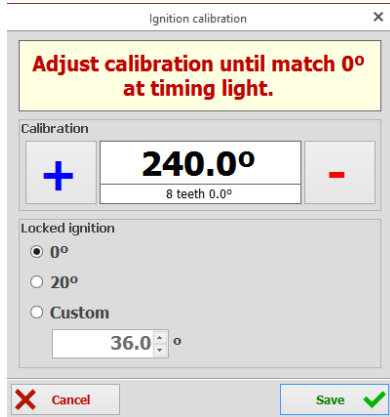 Ignition calibration
Adjust calibration until match 0º
at timing light.
Calibration
+
240.0º
-
8 teeth 0.0º
Locked ignition
0º
20º
Custom
36.0 º
Cancel
Save